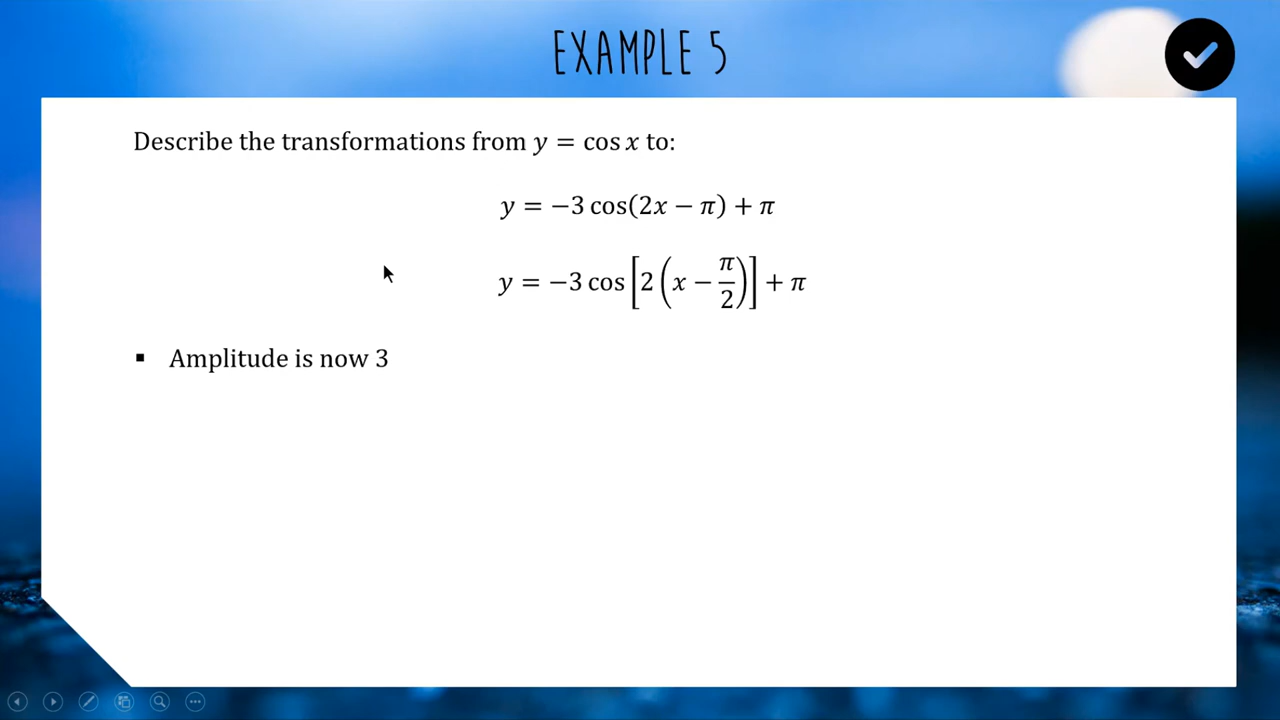 EXAMPLE 5
Describe the transformations from y = cos x to:
y = −3 cos(2x − π) + π
y = −3 cos[2(x − π/2)] + π
▪ Amplitude is now 3